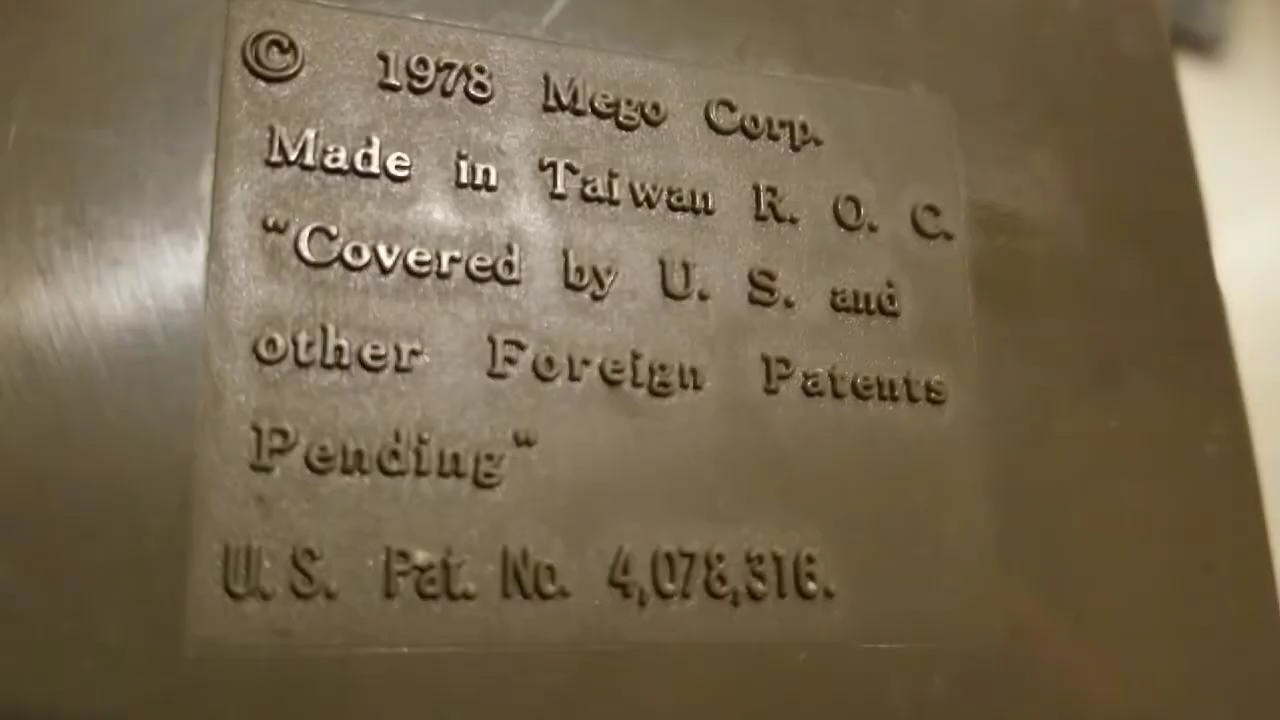 © 1978 Mego Corp.
Made in Taiwan R. O. C.
“Covered by U. S. and
other Foreign Patents
Pending“
U. S. Pat. No. 4,078,316.